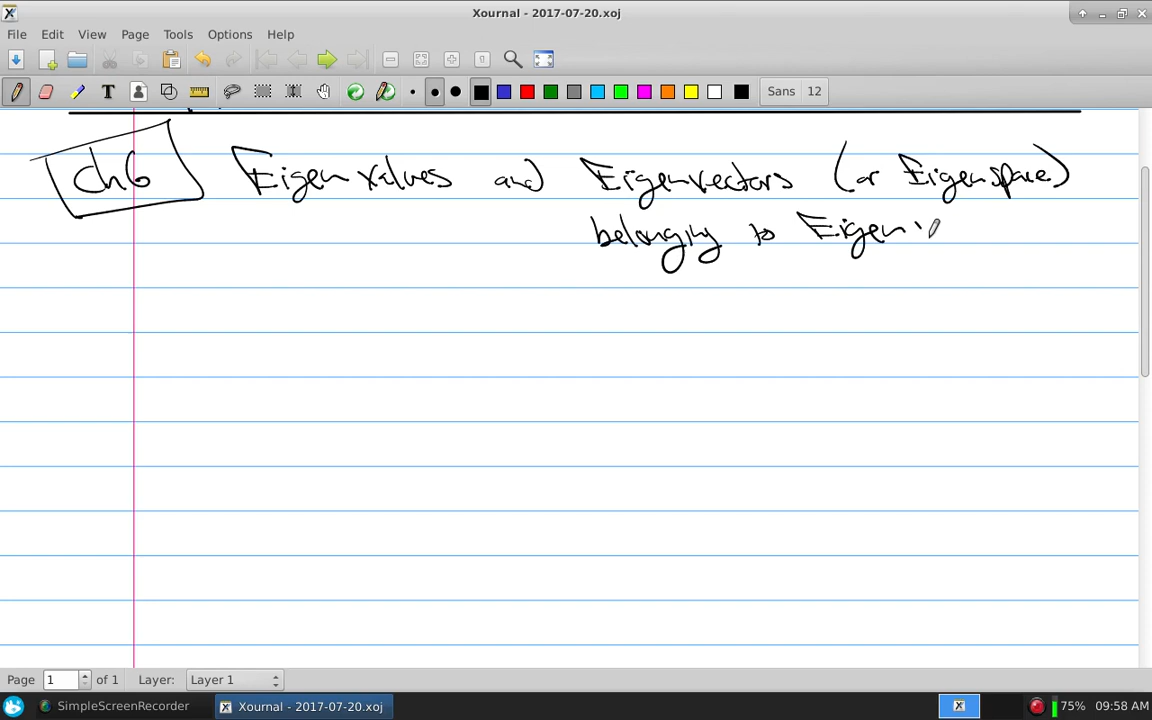 Xournal - 2017-07-20.xoj
File Edit View Page Tools Options Help
Sans 12
Ch6 Eigenvalues and Eigenvectors (or Eigenspace)
belonging to Eigen
Page 1 of 1 Layer: Layer 1
SimpleScreenRecorder Xournal - 2017-07-20.xoj 75% 09:58 AM